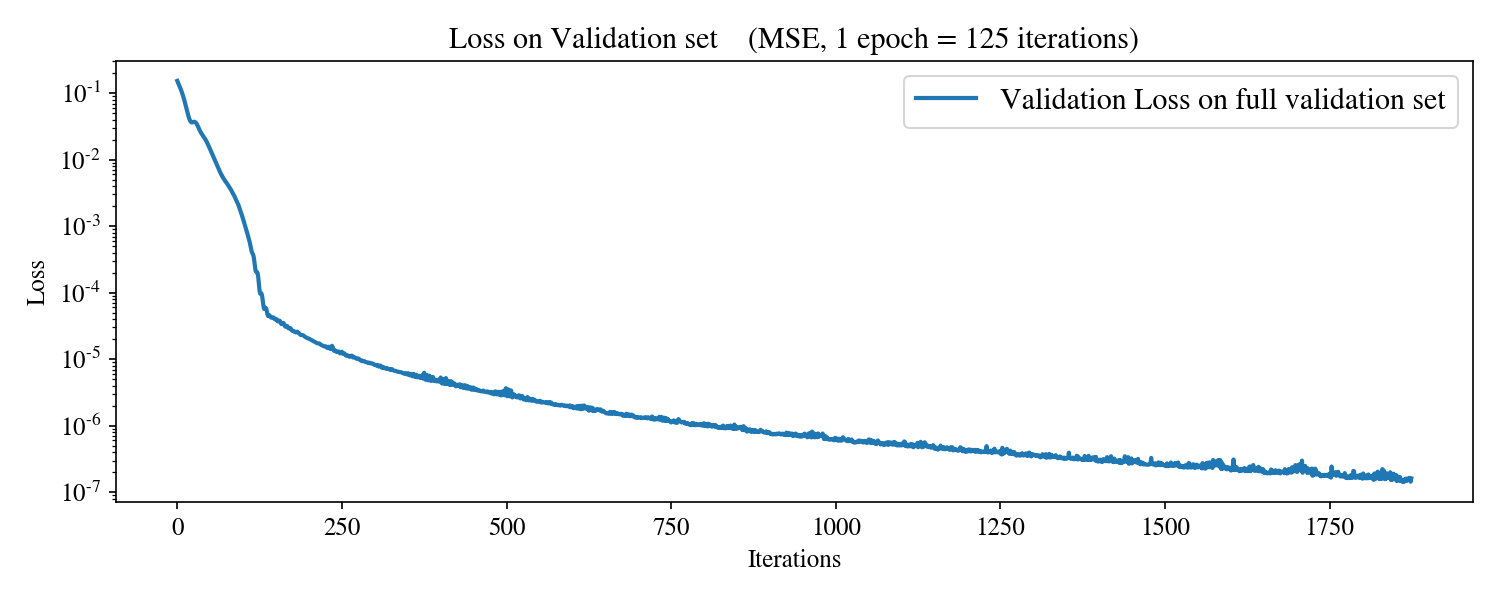 Loss on Validation set    (MSE, 1 epoch = 125 iterations)
Validation Loss on full validation set
Loss
10^-1
10^-2
10^-3
10^-4
10^-5
10^-6
10^-7
0 250 500 750 1000 1250 1500 1750
Iterations